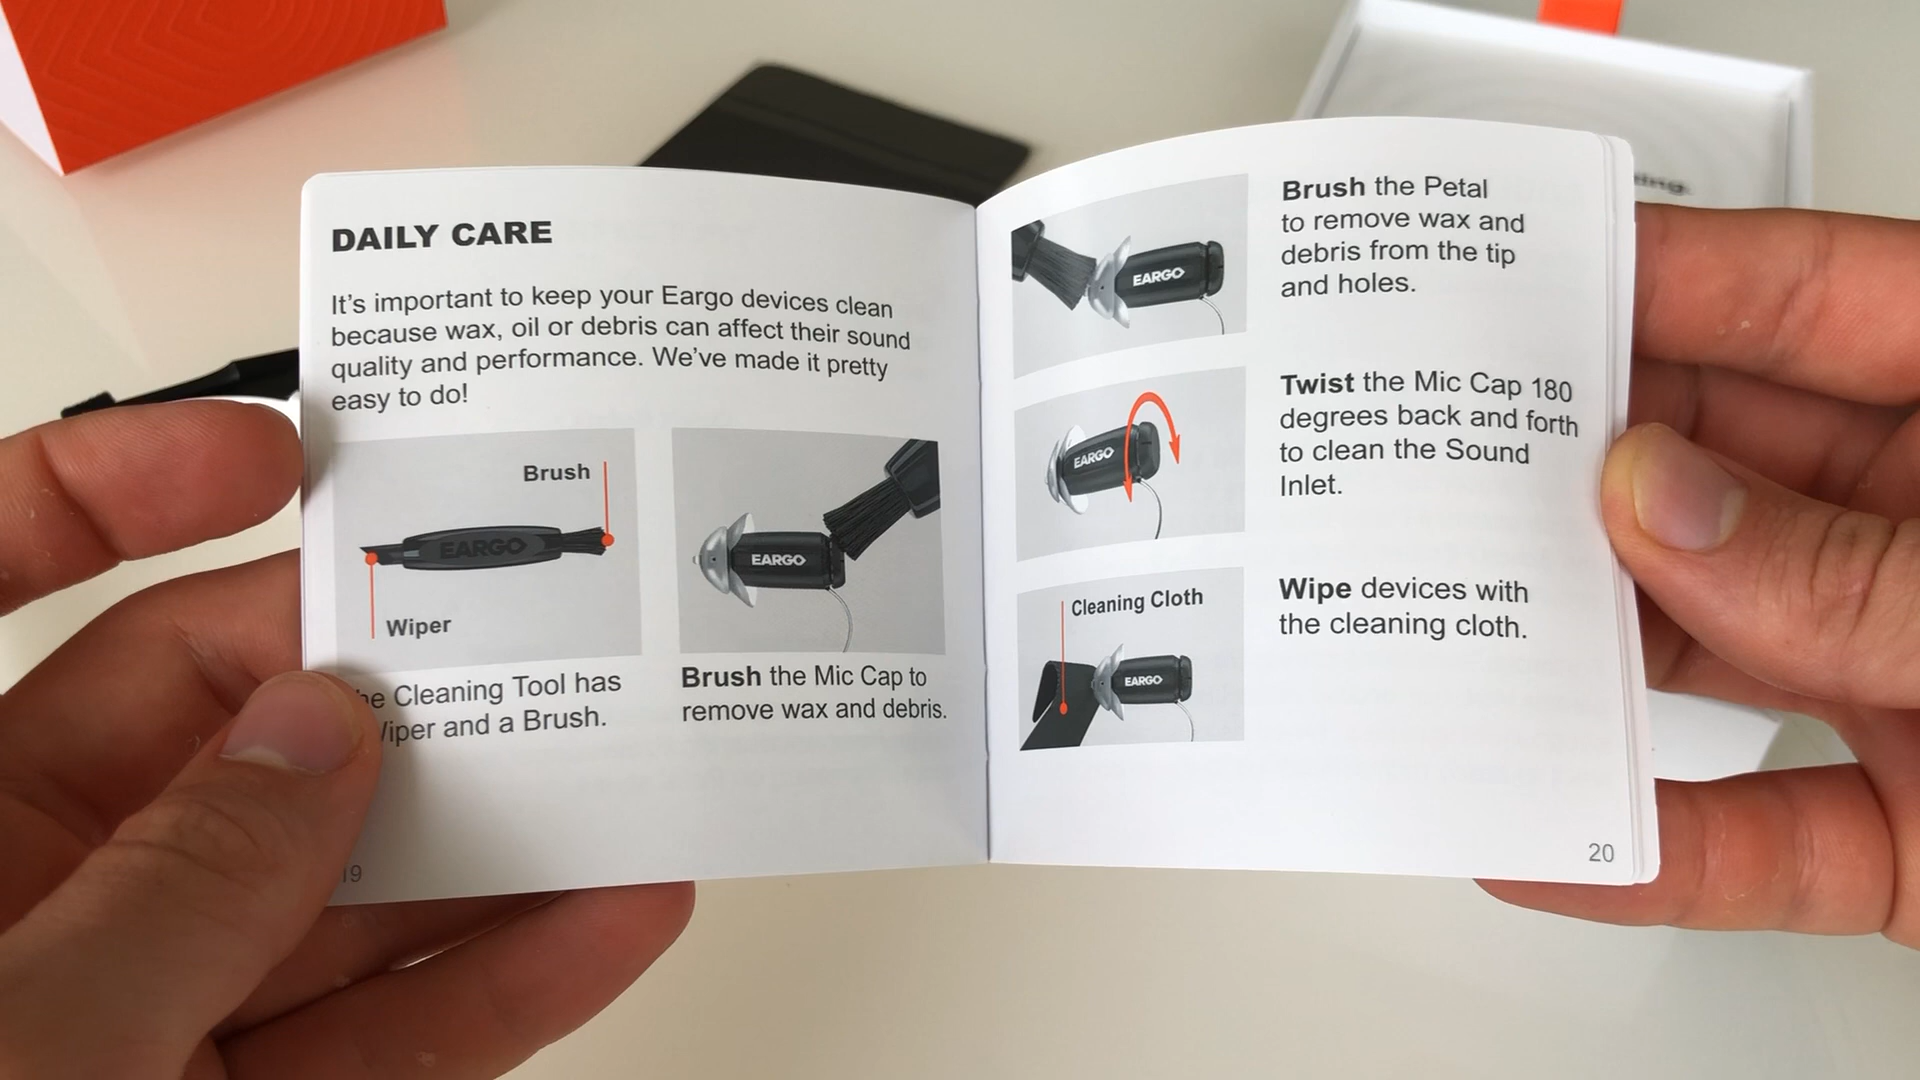 DAILY CARE
It's important to keep your Eargo devices clean
because wax, oil or debris can affect their sound
quality and performance. We've made it pretty
easy to do!
Brush
EARGO
Wiper
Cleaning Tool has
and a Brush.
EARGO
Brush the Mic Cap to
remove wax and debris.
19
EARGO
Brush the Petal
to remove wax and
debris from the tip
and holes.
EARGO
Twist the Mic Cap 180
degrees back and forth
to clean the Sound
Inlet.
Cleaning Cloth
EARGO
Wipe devices with
the cleaning cloth.
20